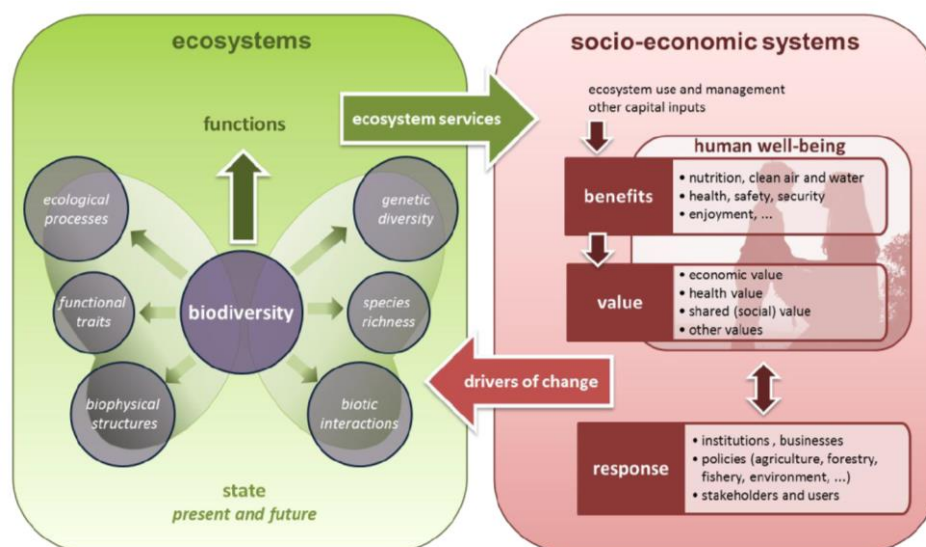 ecosystems
functions
ecological
processes
genetic
diversity
functional
traits
biodiversity
species
richness
biophysical
structures
biotic
interactions
state
present and future
ecosystem services
drivers of change
socio-economic systems
ecosystem use and management
other capital inputs
human well-being
benefits
• nutrition, clean air and water
• health, safety, security
• enjoyment, ...
value
• economic value
• health value
• shared (social) value
• other values
response
• institutions , businesses
• policies (agriculture, forestry,
fishery, environment, ...)
• stakeholders and users